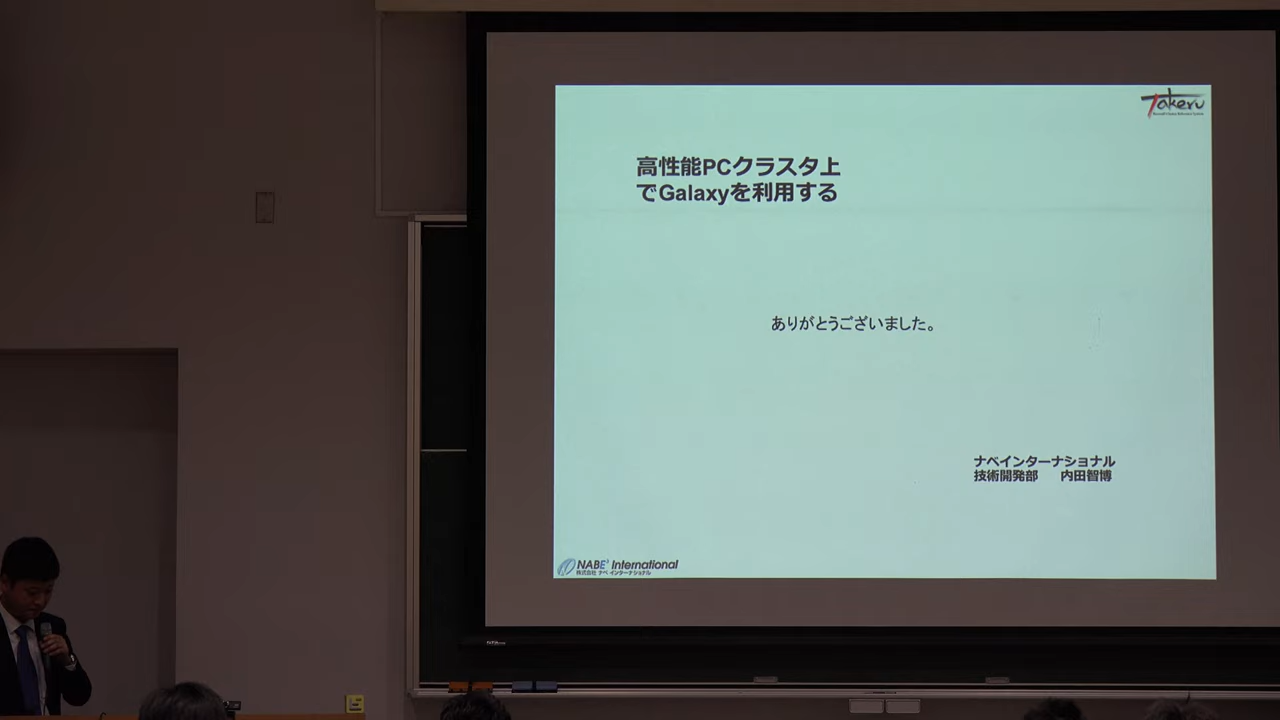 Takeru
高性能PCクラスタ上
でGalaxyを利用する
ありがとうございました。
ナベインターナショナル
技術開発部 内田智博
NABE International
株式会社 ナベ インターナショナル